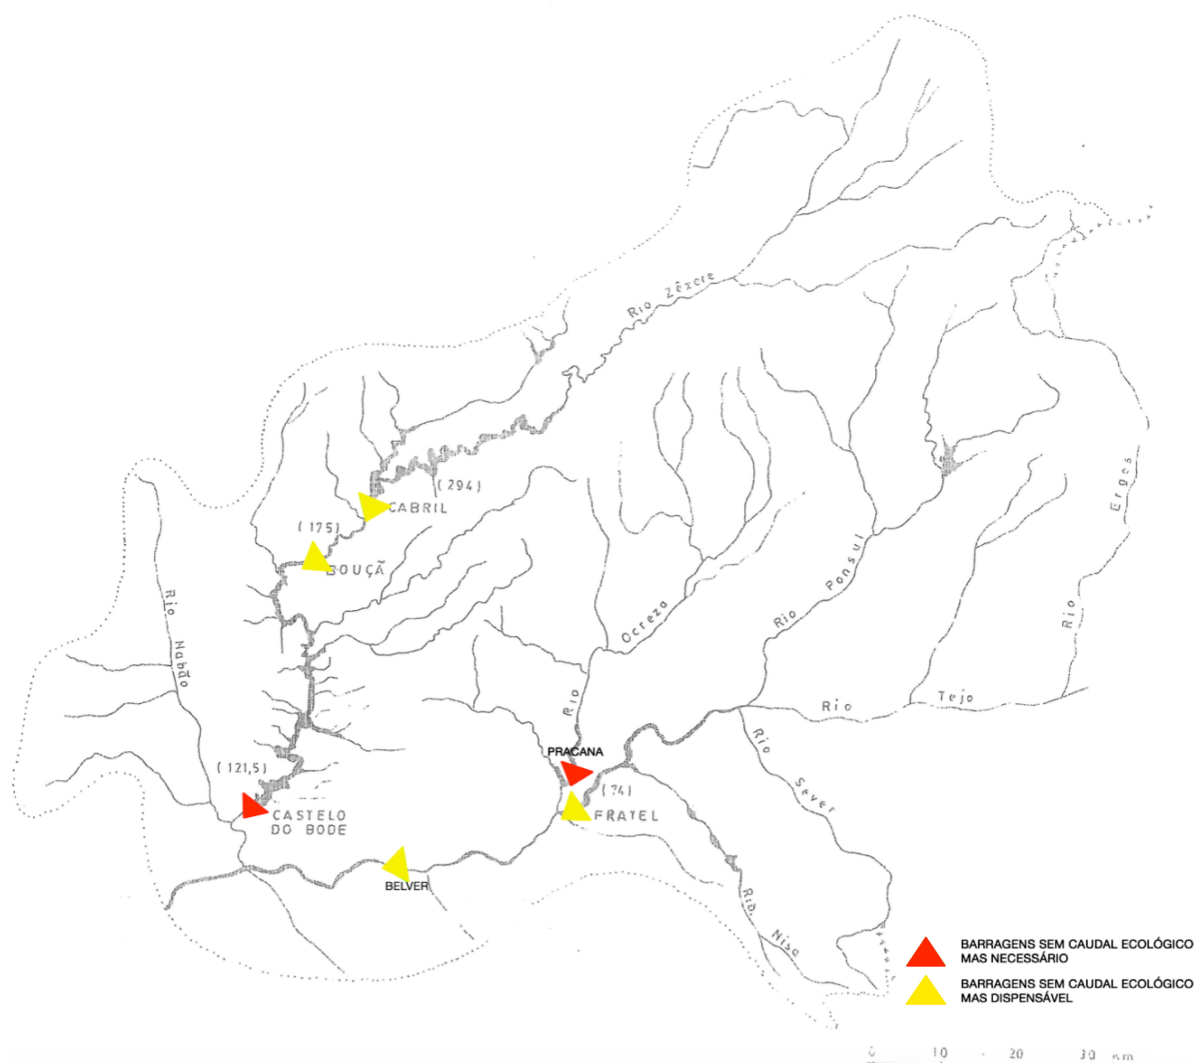 Rio Zêzere
(294)
CABRIL
(175)
BOUÇÃ
Erges
Rio
Rio Ponsul
Ocreza
Rio
Rio Nabão
Rio Tejo
PRACANA
(74)
FRATEL
(121,5)
CASTELO
DO BODE
Rio Sever
BELVER
Rib. Nisa
BARRAGENS SEM CAUDAL ECOLÓGICO
MAS NECESSÁRIO
BARRAGENS SEM CAUDAL ECOLÓGICO
MAS DISPENSÁVEL
0 10 20 30 Km